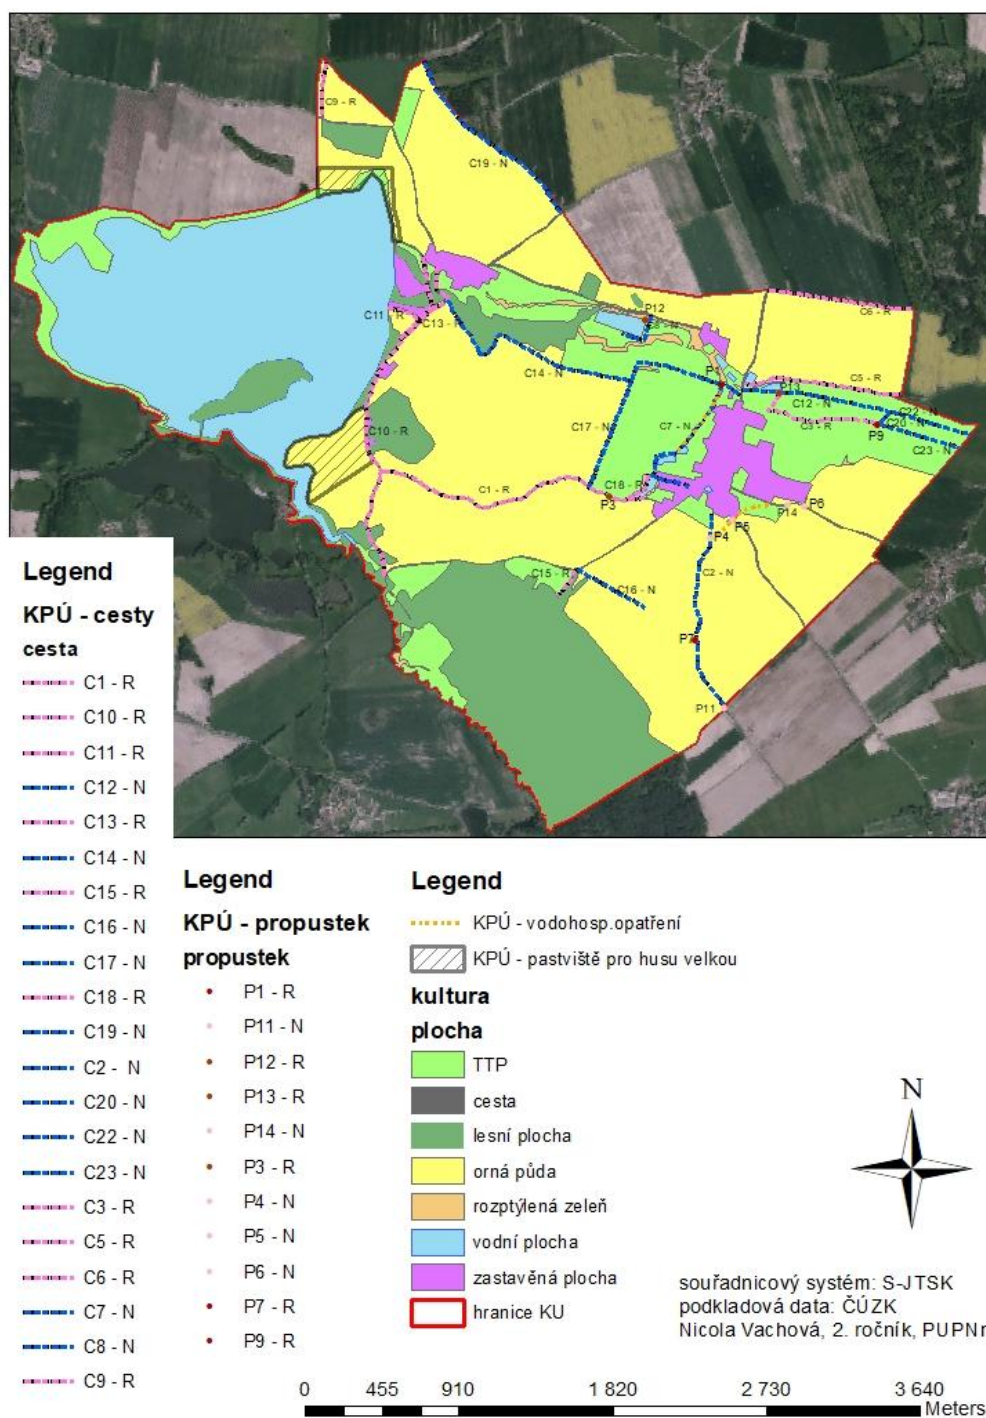 C9 - R
C19 - N
C11 - R
C13 - R
P12
C8 - N
C6 - R
C14 - N
P1
P13
C5 - R
C12 - N
C22 - N
C20 - N
C3 - R
P9
C23 - N
C10 - R
C17 - N
C7 - N
C1 - R
C18 - R
P3
P14
P6
P5
P4
C15 - R
C16 - N
C2 - N
P7
P11
Legend
KPÚ - cesty
cesta
C1 - R
C10 - R
C11 - R
C12 - N
C13 - R
C14 - N
C15 - R
C16 - N
C17 - N
C18 - R
C19 - N
C2 - N
C20 - N
C22 - N
C23 - N
C3 - R
C5 - R
C6 - R
C7 - N
C8 - N
C9 - R
Legend
KPÚ - propustek
propustek
P1 - R
P11 - N
P12 - R
P13 - R
P14 - N
P3 - R
P4 - N
P5 - N
P6 - N
P7 - R
P9 - R
Legend
KPÚ - vodohosp.opatření
KPÚ - pastviště pro husu velkou
kultura
plocha
TTP
cesta
lesní plocha
orná půda
rozptýlená zeleň
vodní plocha
zastavěná plocha
hranice KU
N
souřadnicový systém: S-JTSK
podkladová data: ČÚZK
Nicola Vachová, 2. ročník, PUPNn
0 455 910 1 820 2 730 3 640
Meters